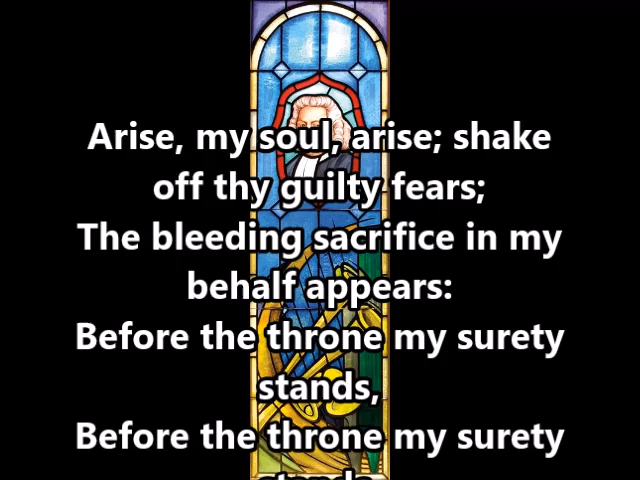 Arise, my soul, arise; shake
off thy guilty fears;
The bleeding sacrifice in my
behalf appears:
Before the throne my surety
stands,
Before the throne my surety